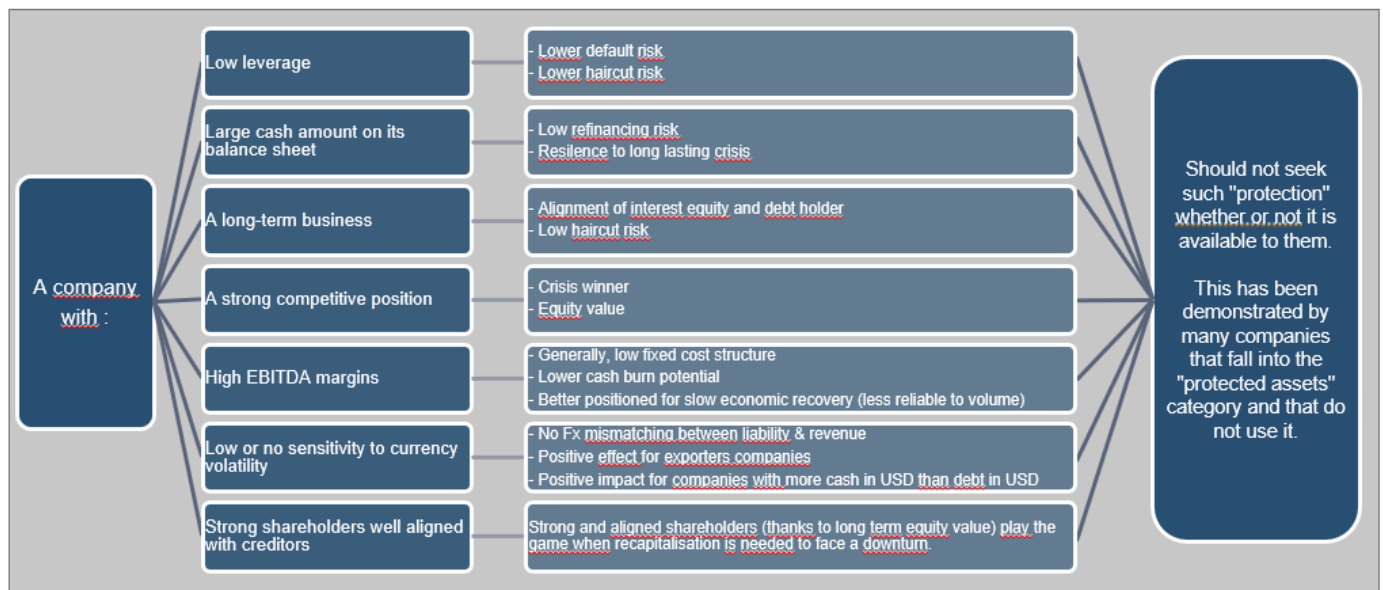 A company
with :
Low leverage
- Lower default risk
- Lower haircut risk
Large cash amount on its
balance sheet
- Low refinancing risk
- Resilence to long lasting crisis
A long-term business
- Alignment of interest equity and debt holder
- Low haircut risk
A strong competitive position
- Crisis winner
- Equity value
High EBITDA margins
- Generally, low fixed cost structure
- Lower cash burn potential
- Better positioned for slow economic recovery (less reliable to volume)
Low or no sensitivity to currency
volatility
- No Fx mismatching between liability & revenue
- Positive effect for exporters companies
- Positive impact for companies with more cash in USD than debt in USD
Strong shareholders well aligned
with creditors
Strong and aligned shareholders (thanks to long term equity value) play the
game when recapitalisation is needed to face a downturn.
Should not seek
such "protection"
whether or not it is
available to them.
This has been
demonstrated by
many companies
that fall into the
"protected assets"
category and that do
not use it.